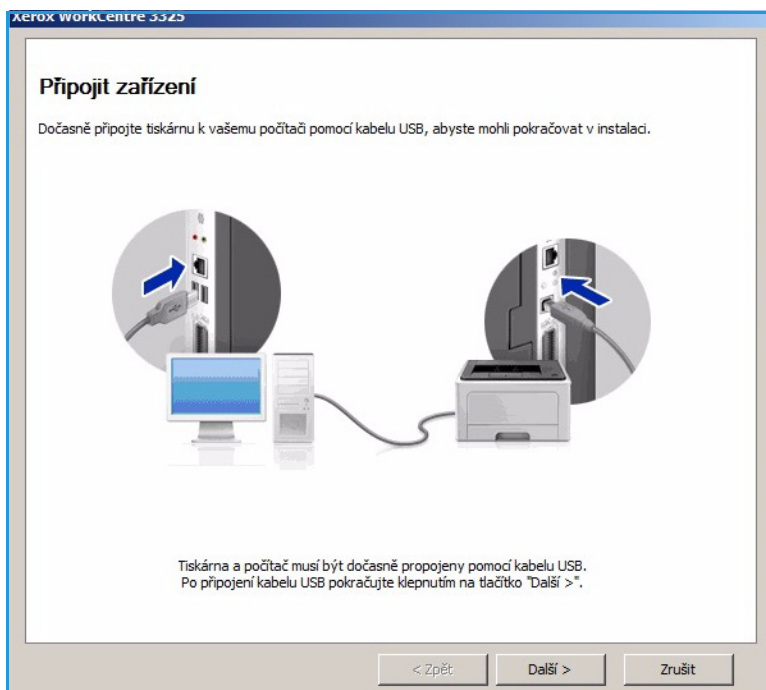 Xerox WorkCentre 3325
Připojit zařízení
Dočasně připojte tiskárnu k vašemu počítači pomocí kabelu USB, abyste mohli pokračovat v instalaci.
Tiskárna a počítač musí být dočasně propojeny pomocí kabelu USB.
Po připojení kabelu USB pokračujte klepnutím na tlačítko "Další >".
< Zpět Další > Zrušit